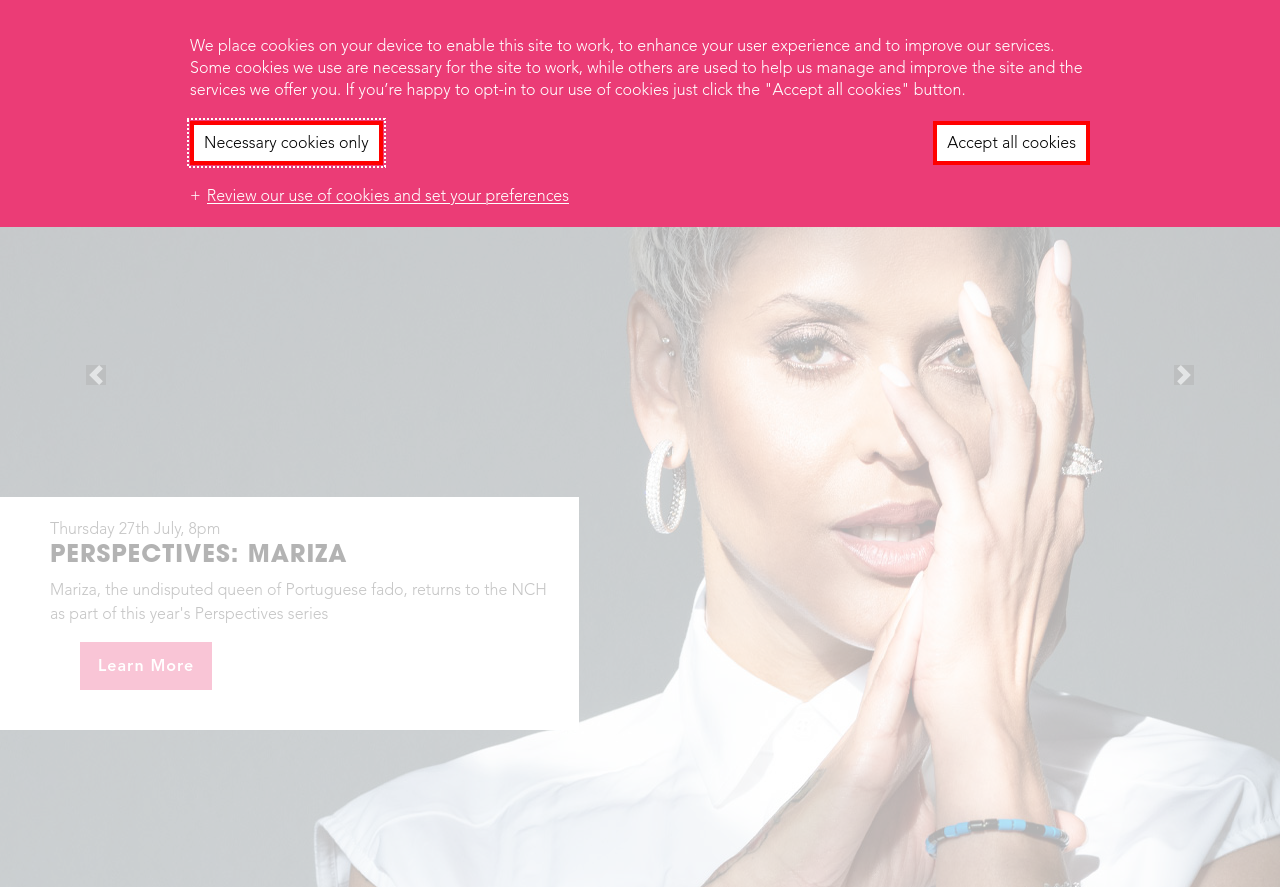 We place cookies on your device to enable this site to work, to enhance your user experience and to improve our services.
Some cookies we use are necessary for the site to work, while others are used to help us manage and improve the site and the
services we offer you. If you’re happy to opt-in to our use of cookies just click the "Accept all cookies" button.
Necessary cookies only
Accept all cookies
+ Review our use of cookies and set your preferences
Thursday 27th July, 8pm
PERSPECTIVES: MARIZA
Mariza, the undisputed queen of Portuguese fado, returns to the NCH
as part of this year's Perspectives series
Learn More